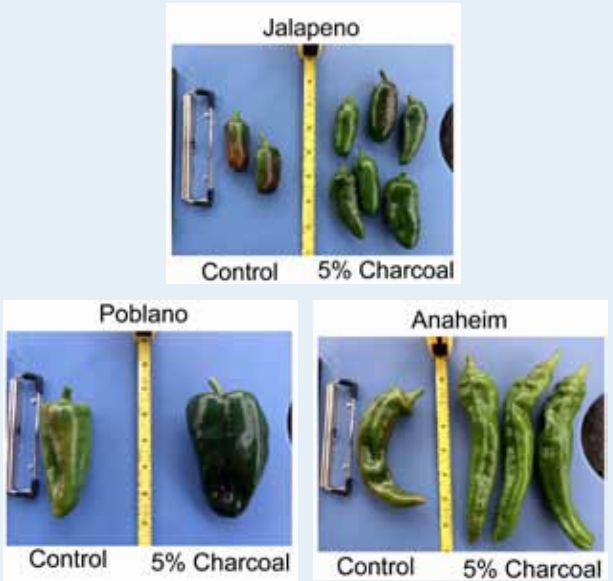 Jalapeno
Control 5% Charcoal
Poblano
Control 5% Charcoal
Anaheim
Control 5% Charcoal